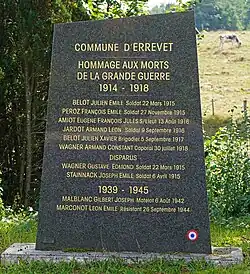 COMMUNE D'ERREVET
HOMMAGE AUX MORTS
DE LA GRANDE GUERRE
1914 - 1918
BELOT JULIEN EMILE Soldat 22 Mars 1915
PEROZ FRANÇOIS EMILE Soldat 27 Novembre 1915
AMIOT EUGENE FRANÇOIS JULES S/Lieut 13 Août 1916
JARDOT ARMAND LEON Soldat 9 Septembre 1916
BELOT JULIEN XAVIER Brigadier 5 Septembre 1917
WAGNER ARMAND CONSTANT Caporal 30 juillet 1918
DISPARUS
WAGNER GUSTAVE EDMOND Soldat 22 Mars 1915
STAINNACK JOSEPH EMILE Soldat 6 Avril 1915
1939 - 1945
MALBLANC GILBERT JOSEPH Matelot 6 Août 1942
MARCONOT LEON EMILE Résistant 26 Septembre 1944